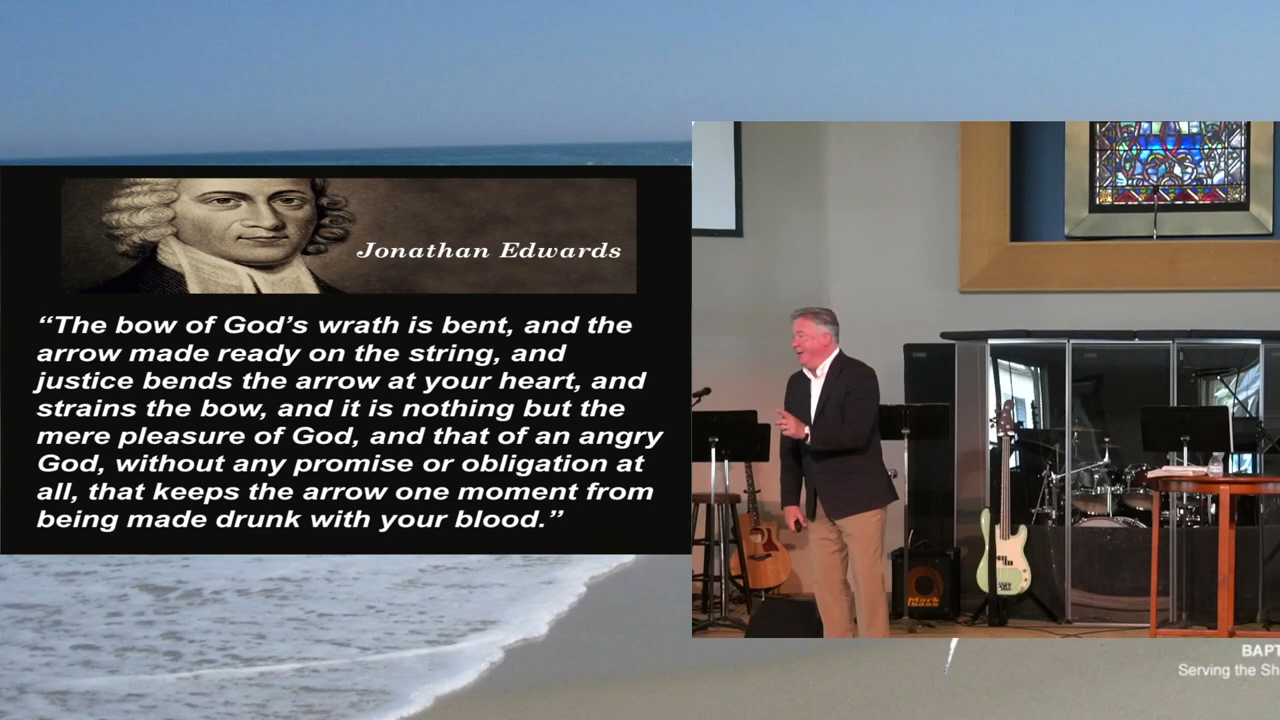 Jonathan Edwards
“The bow of God’s wrath is bent, and the
arrow made ready on the string, and
justice bends the arrow at your heart, and
strains the bow, and it is nothing but the
mere pleasure of God, and that of an angry
God, without any promise or obligation at
all, that keeps the arrow one moment from
being made drunk with your blood.”
Mark
bass
BAPT
Serving the Sh